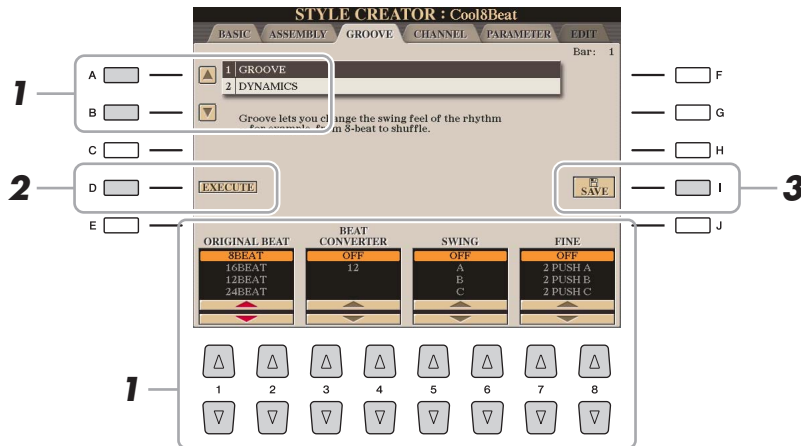 STYLE CREATOR : Cool8Beat
BASIC ASSEMBLY GROOVE CHANNEL PARAMETER EDIT
Bar: 1
1 GROOVE
2 DYNAMICS
Groove lets you change the swing feel of the rhythm
for example, from 8-beat to shuffle.
EXECUTE
SAVE
ORIGINAL BEAT
8BEAT
16BEAT
12BEAT
24BEAT
BEAT
CONVERTER
OFF
12
SWING
OFF
A
B
C
FINE
OFF
2 PUSH A
2 PUSH B
2 PUSH C
A
B
C
D
E
F
G
H
I
J
1
2
3
1
1 2 3 4 5 6 7 8